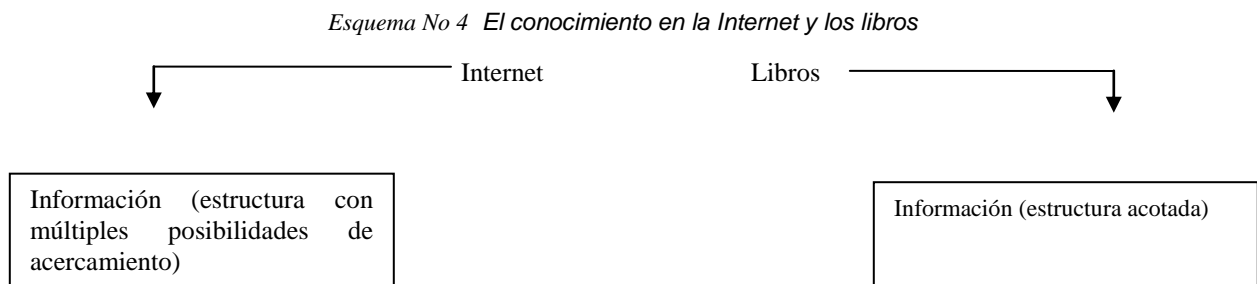 Esquema No 4 El conocimiento en la Internet y los libros
Internet
Libros
Información (estructura con
múltiples posibilidades de
acercamiento)
Información (estructura acotada)